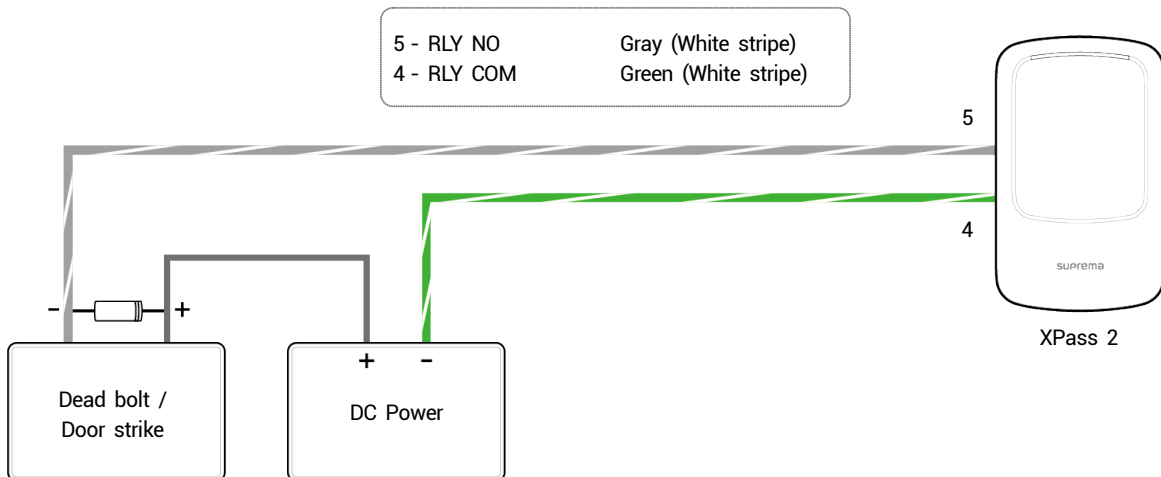 5 - RLY NO Gray (White stripe)
4 - RLY COM Green (White stripe)
5
4
suprema
XPass 2
- +
+ -
Dead bolt /
Door strike
DC Power